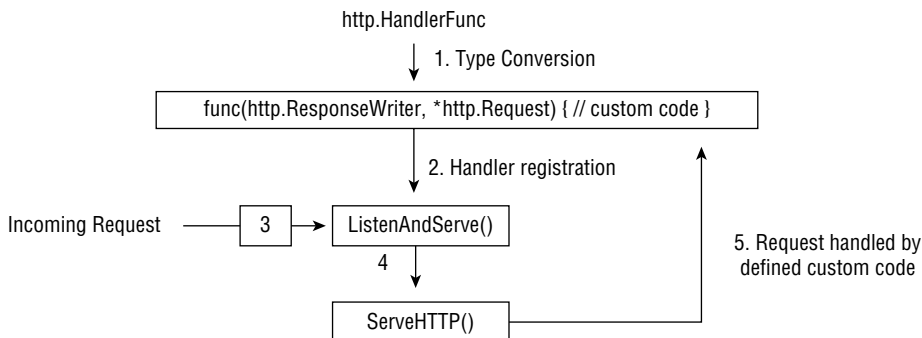 http.HandlerFunc
1. Type Conversion
func(http.ResponseWriter, *http.Request) { // custom code }
2. Handler registration
Incoming Request
3
ListenAndServe()
4
5. Request handled by
defined custom code
ServeHTTP()